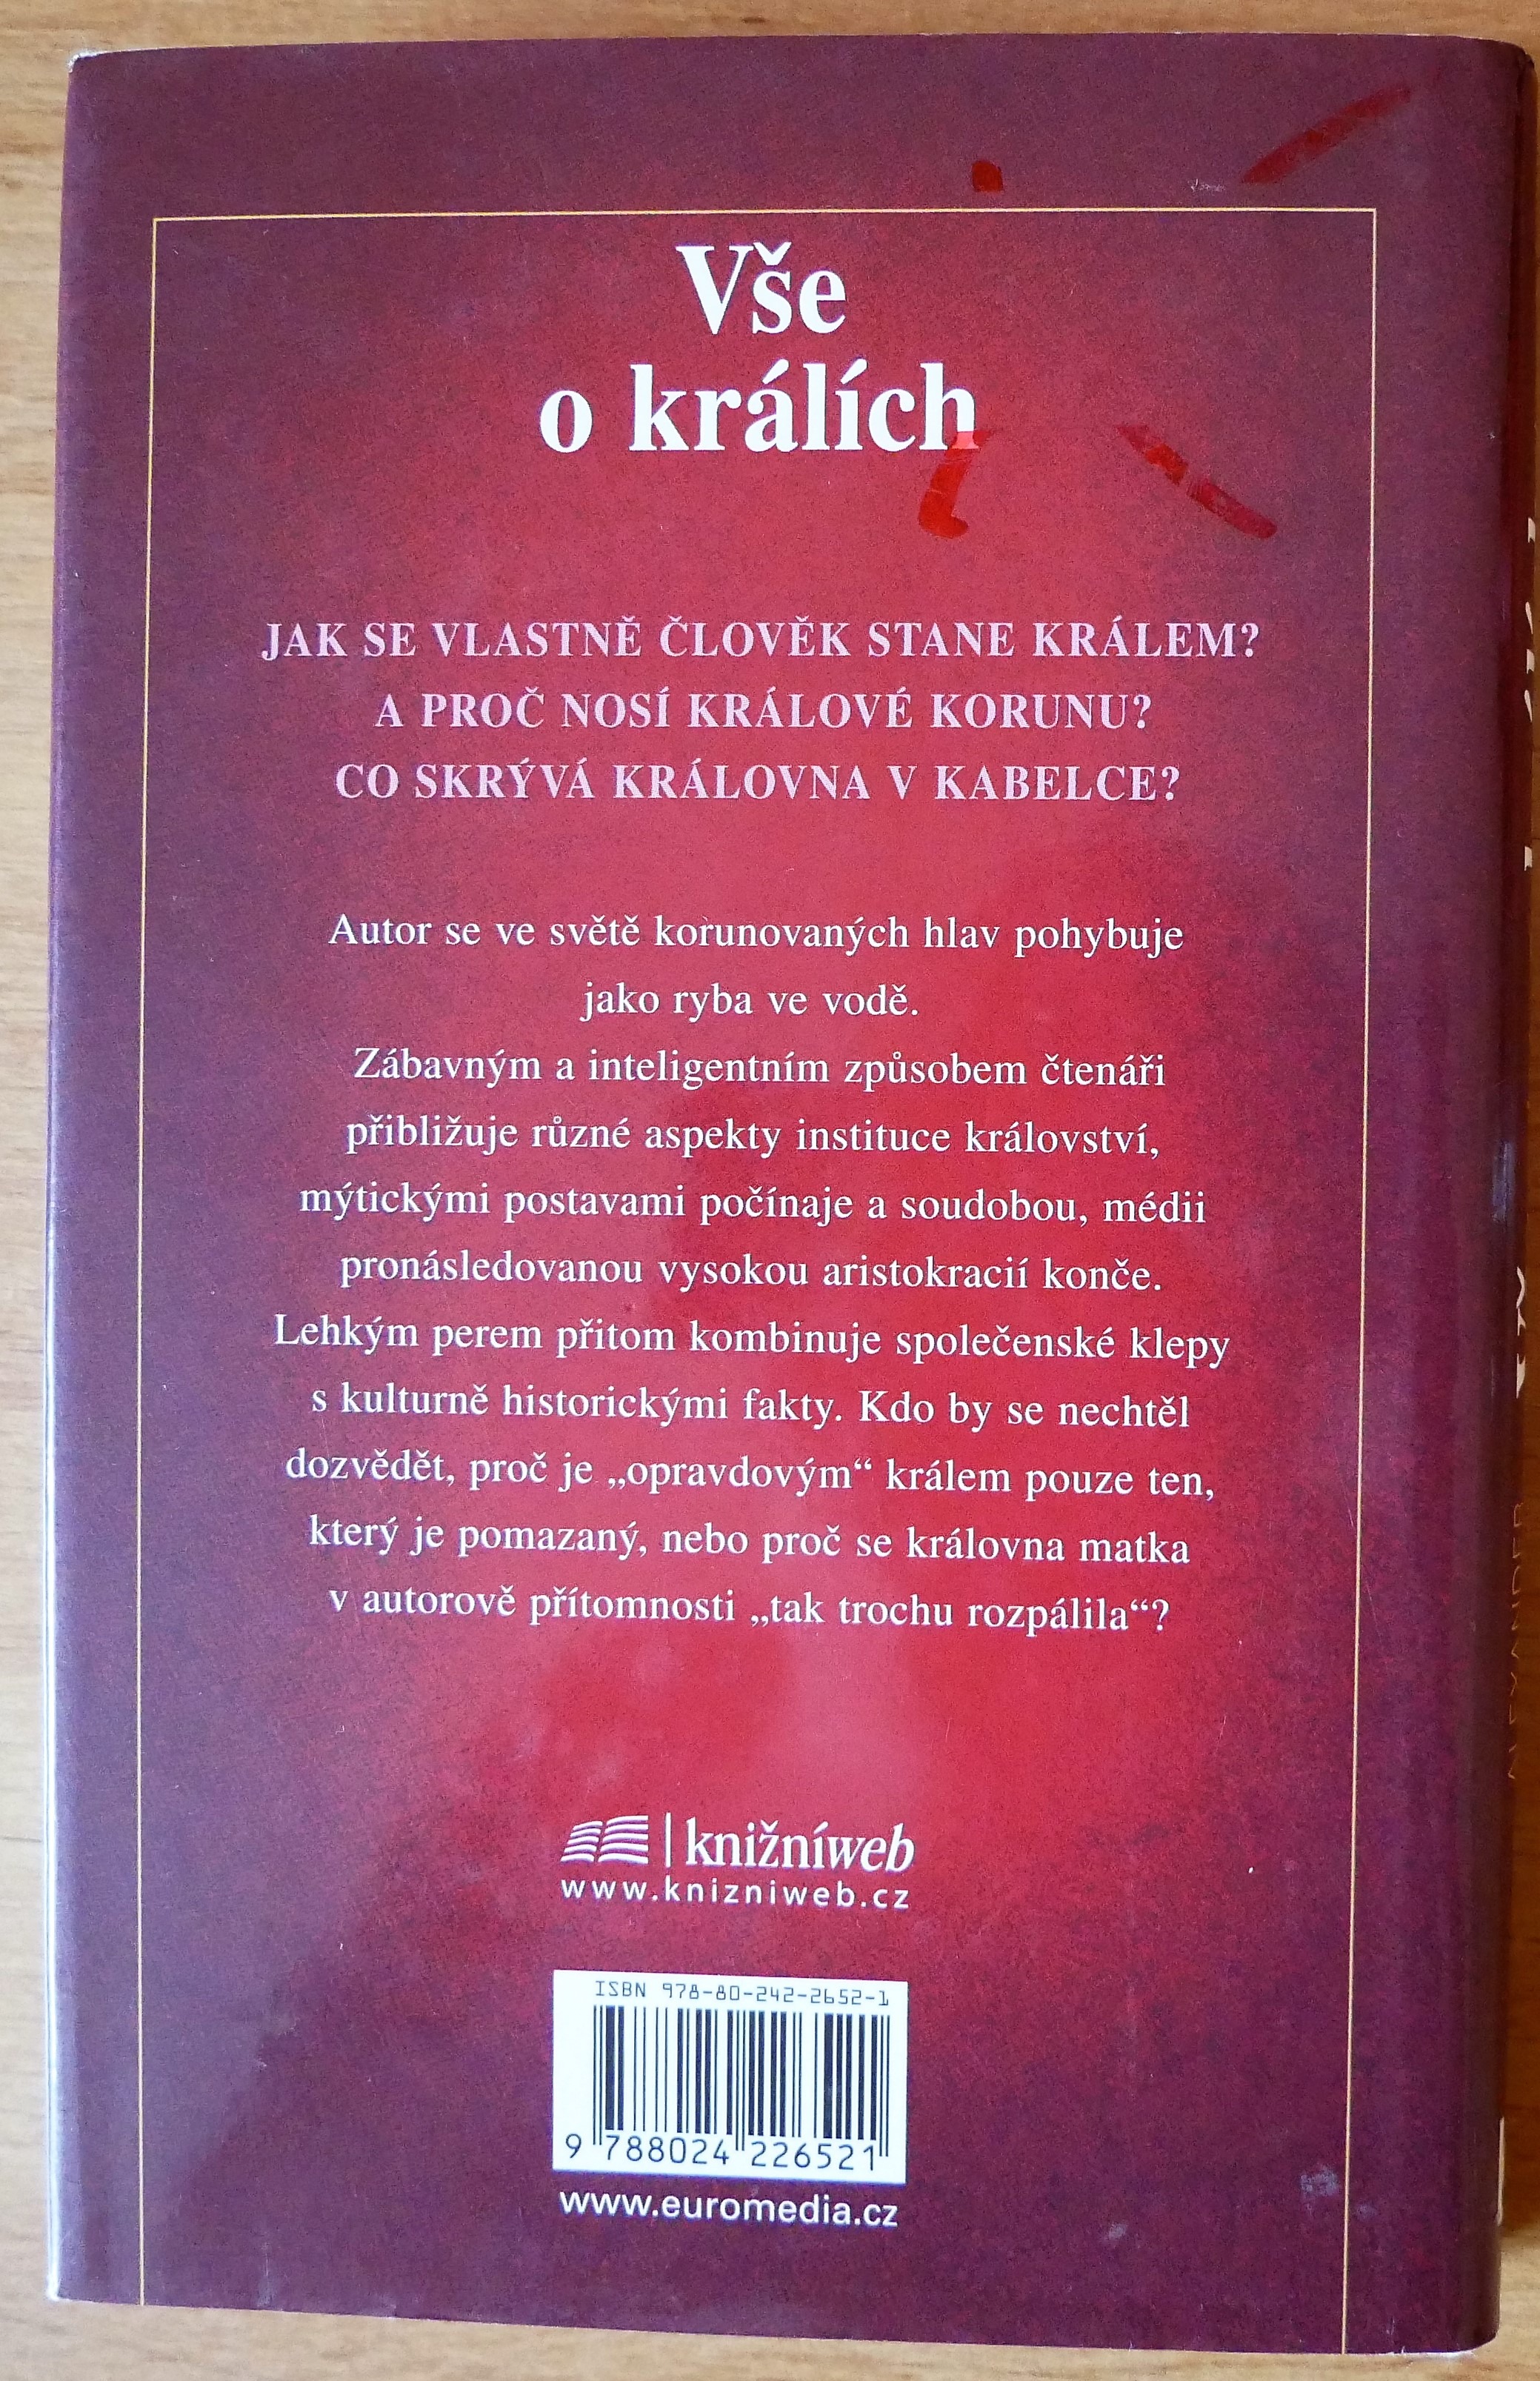 Vše
o králích
JAK SE VLASTNĚ ČLOVĚK STANE KRÁLEM?
A PROČ NOSÍ KRÁLOVÉ KORUNU?
CO SKRÝVÁ KRÁLOVNA V KABELCE?
Autor se ve světě korunovaných hlav pohybuje
jako ryba ve vodě.
Zábavným a inteligentním způsobem čtenáři
přibližuje různé aspekty instituce království,
mýtickými postavami počínaje a soudobou, médii
pronásledovanou vysokou aristokracií konče.
Lehkým perem přitom kombinuje společenské klepy
s kulturně historickými fakty. Kdo by se nechtěl
dozvědět, proč je „opravdovým“ králem pouze ten,
který je pomazaný, nebo proč se královna matka
v autorově přítomnosti „tak trochu rozpálila“?
knižníweb
www.knizniweb.cz
ISBN 978-80-242-2652-1
9 788024 226521
www.euromedia.cz